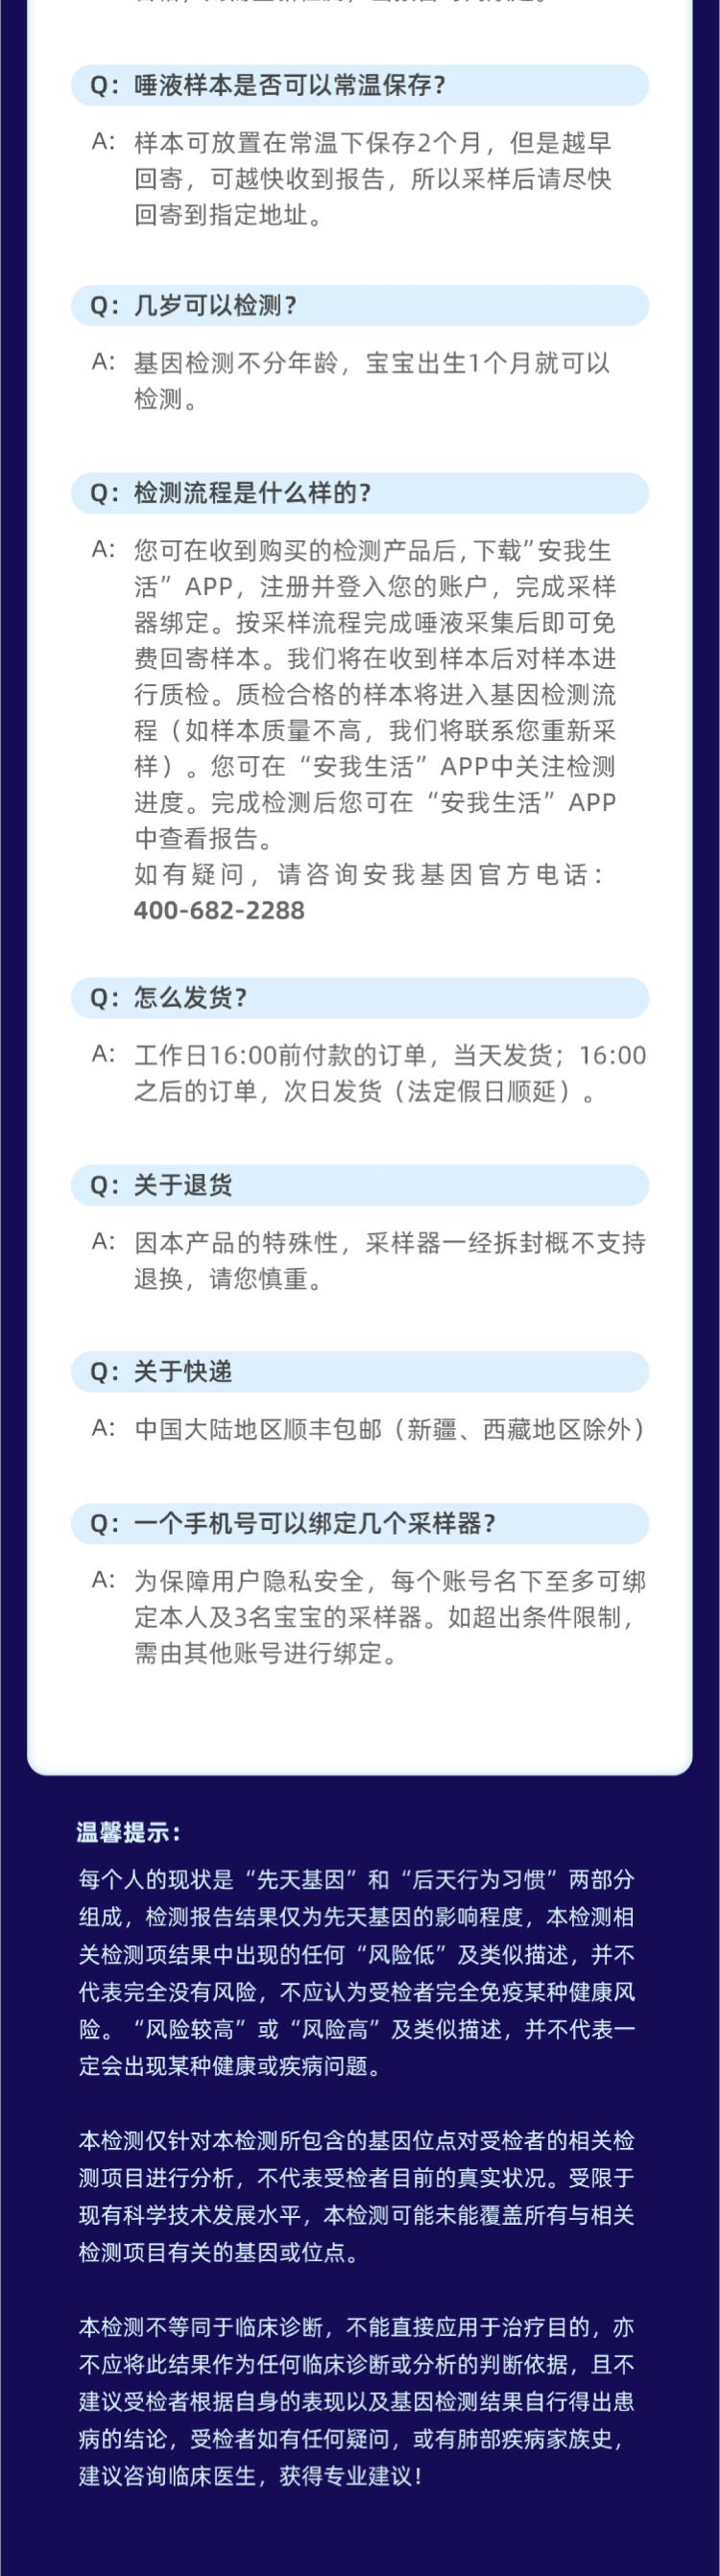 Q：唾液样本是否可以常温保存？
A：样本可放置在常温下保存2个月，但是越早
回寄，可越快收到报告，所以采样后请尽快
回寄到指定地址。
Q：几岁可以检测？
A：基因检测不分年龄，宝宝出生1个月就可以
检测。
Q：检测流程是什么样的？
A：您可在收到购买的检测产品后，下载”安我生
活”APP，注册并登入您的账户，完成采样
器绑定。按采样流程完成唾液采集后即可免
费回寄样本。我们将在收到样本后对样本进
行质检。质检合格的样本将进入基因检测流
程（如样本质量不高，我们将联系您重新采
样）。您可在“安我生活”APP中关注检测
进度。完成检测后您可在“安我生活”APP
中查看报告。
如有疑问，请咨询安我基因官方电话：
400-682-2288
Q：怎么发货？
A：工作日16:00前付款的订单，当天发货；16:00
之后的订单，次日发货（法定假日顺延）。
Q：关于退货
A：因本产品的特殊性，采样器一经拆封概不支持
退换，请您慎重。
Q：关于快递
A：中国大陆地区顺丰包邮（新疆、西藏地区除外）
Q：一个手机号可以绑定几个采样器？
A：为保障用户隐私安全，每个账号名下至多可绑
定本人及3名宝宝的采样器。如超出条件限制，
需由其他账号进行绑定。
温馨提示：
每个人的现状是“先天基因”和“后天行为习惯”两部分
组成，检测报告结果仅为先天基因的影响程度，本检测相
关检测项结果中出现的任何“风险低”及类似描述，并不
代表完全没有风险，不应认为受检者完全免疫某种健康风
险。“风险较高”或“风险高”及类似描述，并不代表一
定会出现某种健康或疾病问题。
本检测仅针对本检测所包含的基因位点对受检者的相关检
测项目进行分析，不代表受检者目前的真实状况。受限于
现有科学技术发展水平，本检测可能未能覆盖所有与相关
检测项目有关的基因或位点。
本检测不等同于临床诊断，不能直接应用于治疗目的，亦
不应将此结果作为任何临床诊断或分析的判断依据，且不
建议受检者根据自身的表现以及基因检测结果自行得出患
病的结论，受检者如有任何疑问，或有肺部疾病家族史，
建议咨询临床医生，获得专业建议！